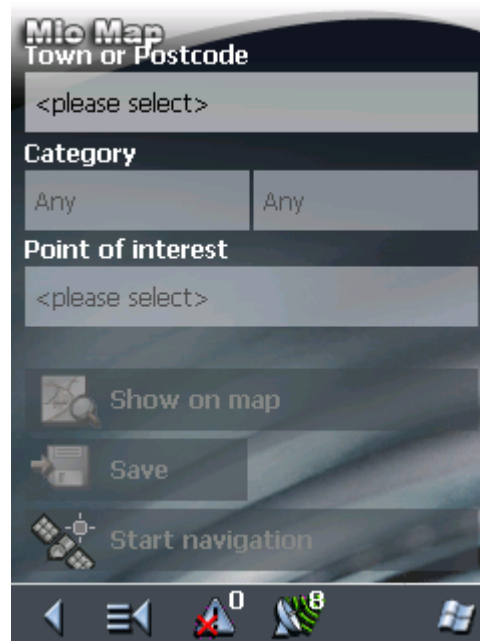 Mio Map
Town or Postcode
<please select>
Category
Any Any
Point of interest
<please select>
Show on map
Save
Start navigation
0 8